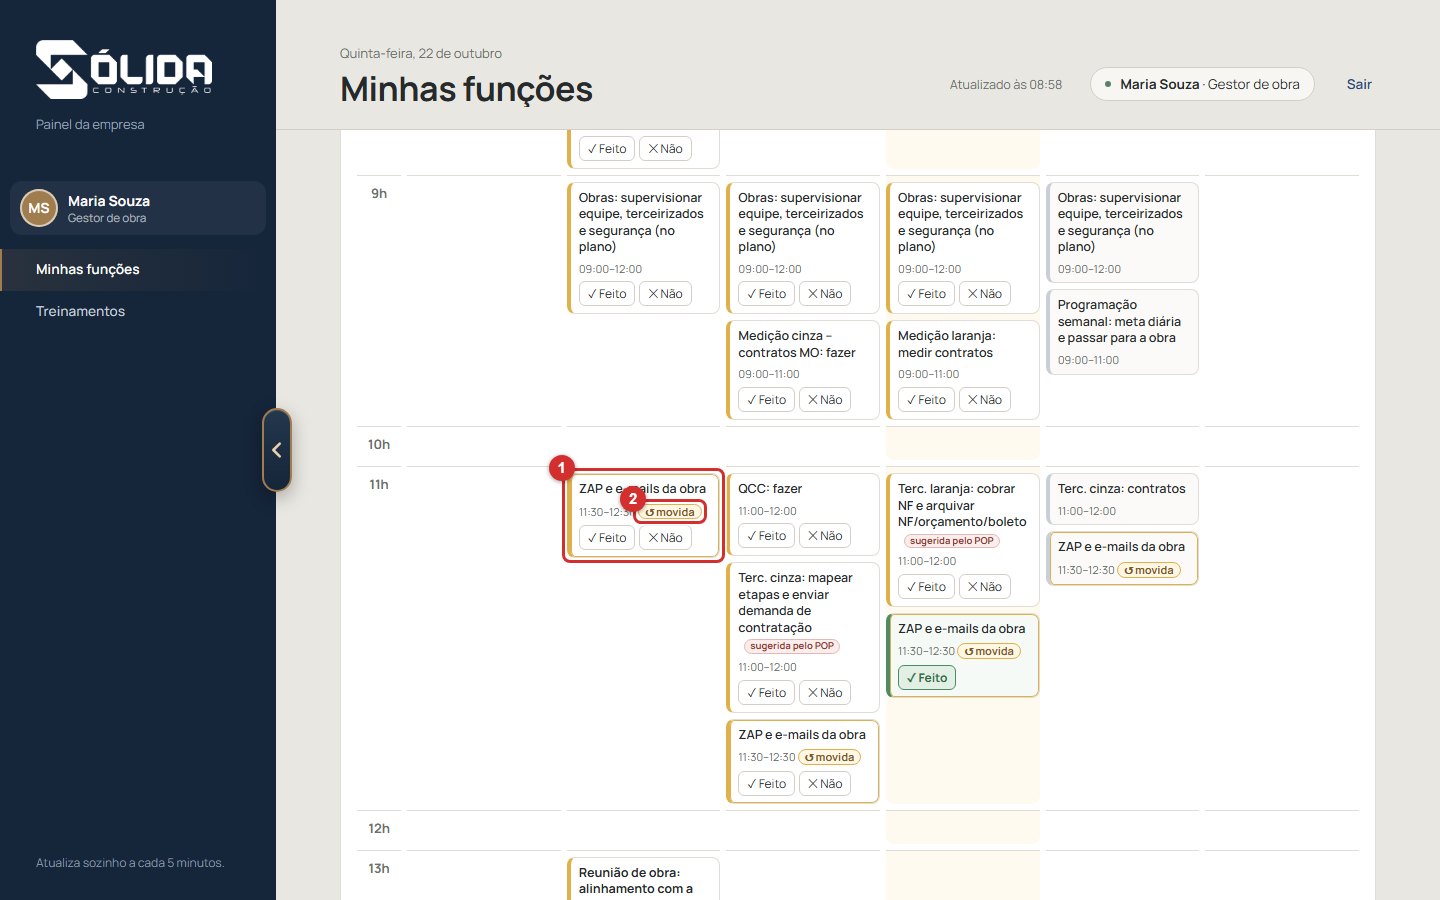 SÓLIDA
CONSTRUÇÃO
Painel da empresa
MS
Maria Souza
Gestor de obra
Minhas funções
Treinamentos
Atualiza sozinho a cada 5 minutos.
Quinta-feira, 22 de outubro
Minhas funções
Atualizado às 08:58
Maria Souza · Gestor de obra
Sair
✓ Feito
✕ Não
9h
Obras: supervisionar
equipe, terceirizados
e segurança (no
plano)
09:00–12:00
✓ Feito
✕ Não
Obras: supervisionar
equipe, terceirizados
e segurança (no
plano)
09:00–12:00
✓ Feito
✕ Não
Medição cinza –
contratos MO: fazer
09:00–11:00
✓ Feito
✕ Não
Obras: supervisionar
equipe, terceirizados
e segurança (no
plano)
09:00–12:00
✓ Feito
✕ Não
Medição laranja:
medir contratos
09:00–11:00
✓ Feito
✕ Não
Obras: supervisionar
equipe, terceirizados
e segurança (no
plano)
09:00–12:00
Programação
semanal: meta diária
e passar para a obra
09:00–11:00
10h
11h
1
ZAP e e-mails da obra
2
11:30–12:30
↺ movida
✓ Feito
✕ Não
QCC: fazer
11:00–12:00
✓ Feito
✕ Não
Terc. cinza: mapear
etapas e enviar
demanda de
contratação
sugerida pelo POP
11:00–12:00
✓ Feito
✕ Não
ZAP e e-mails da obra
11:30–12:30 ↺ movida
✓ Feito
✕ Não
Terc. laranja: cobrar
NF e arquivar
NF/orçamento/boleto
sugerida pelo POP
11:00–12:00
✓ Feito
✕ Não
ZAP e e-mails da obra
11:30–12:30 ↺ movida
✓ Feito
Terc. cinza: contratos
11:00–12:00
ZAP e e-mails da obra
11:30–12:30 ↺ movida
12h
13h
Reunião de obra:
alinhamento com a